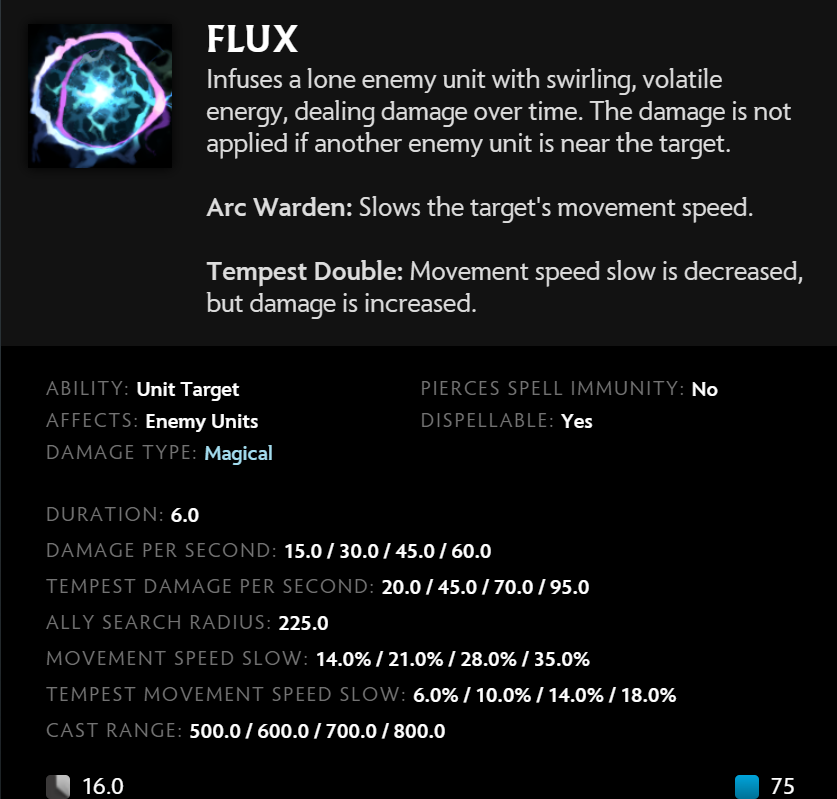 FLUX
Infuses a lone enemy unit with swirling, volatile
energy, dealing damage over time. The damage is not
applied if another enemy unit is near the target.
Arc Warden: Slows the target's movement speed.
Tempest Double: Movement speed slow is decreased,
but damage is increased.
ABILITY: Unit Target
AFFECTS: Enemy Units
DAMAGE TYPE: Magical
PIERCES SPELL IMMUNITY: No
DISPELLABLE: Yes
DURATION: 6.0
DAMAGE PER SECOND: 15.0 / 30.0 / 45.0 / 60.0
TEMPEST DAMAGE PER SECOND: 20.0 / 45.0 / 70.0 / 95.0
ALLY SEARCH RADIUS: 225.0
MOVEMENT SPEED SLOW: 14.0% / 21.0% / 28.0% / 35.0%
TEMPEST MOVEMENT SPEED SLOW: 6.0% / 10.0% / 14.0% / 18.0%
CAST RANGE: 500.0 / 600.0 / 700.0 / 800.0
16.0
75